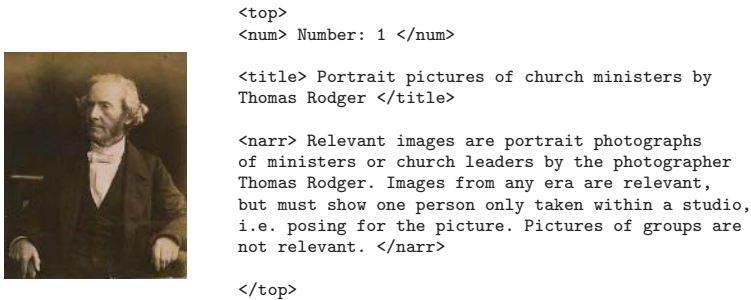 <top>
<num> Number: 1 </num>
<title> Portrait pictures of church ministers by
Thomas Rodger </title>
<narr> Relevant images are portrait photographs
of ministers or church leaders by the photographer
Thomas Rodger. Images from any era are relevant,
but must show one person only taken within a studio,
i.e. posing for the picture. Pictures of groups are
not relevant. </narr>
</top>